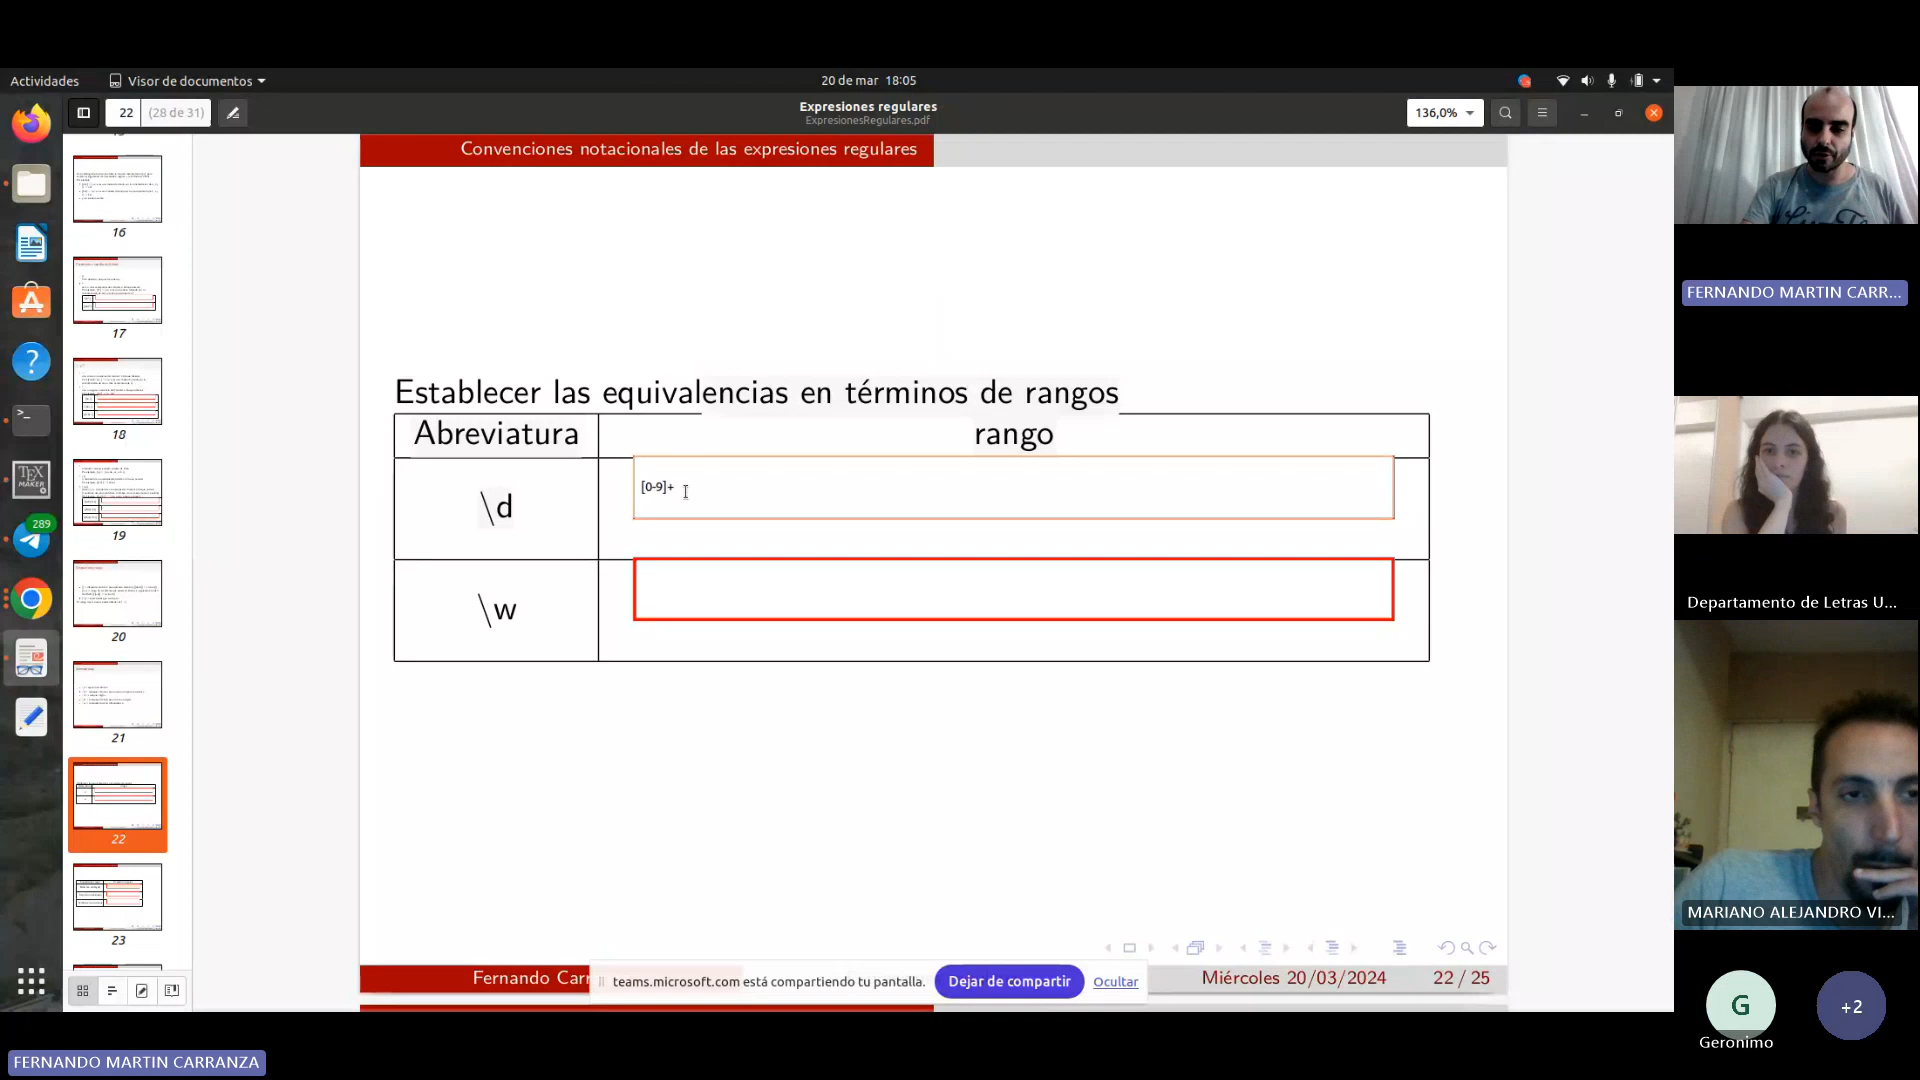 Actividades
Visor de documentos
20 de mar 18:05
22
(28 de 31)
Expresiones regulares
ExpresionesRegulares.pdf
136,0%
Convenciones notacionales de las expresiones regulares
16
17
18
19
20
21
22
23
289
Establecer las equivalencias en términos de rangos
Abreviatura
rango
\d
[0-9]+
\w
Fernando Carr
teams.microsoft.com está compartiendo tu pantalla.
Dejar de compartir
Ocultar
Miércoles 20/03/2024
22 / 25
FERNANDO MARTIN CARR...
Departamento de Letras U...
MARIANO ALEJANDRO VI...
G
Geronimo
+2
FERNANDO MARTIN CARRANZA